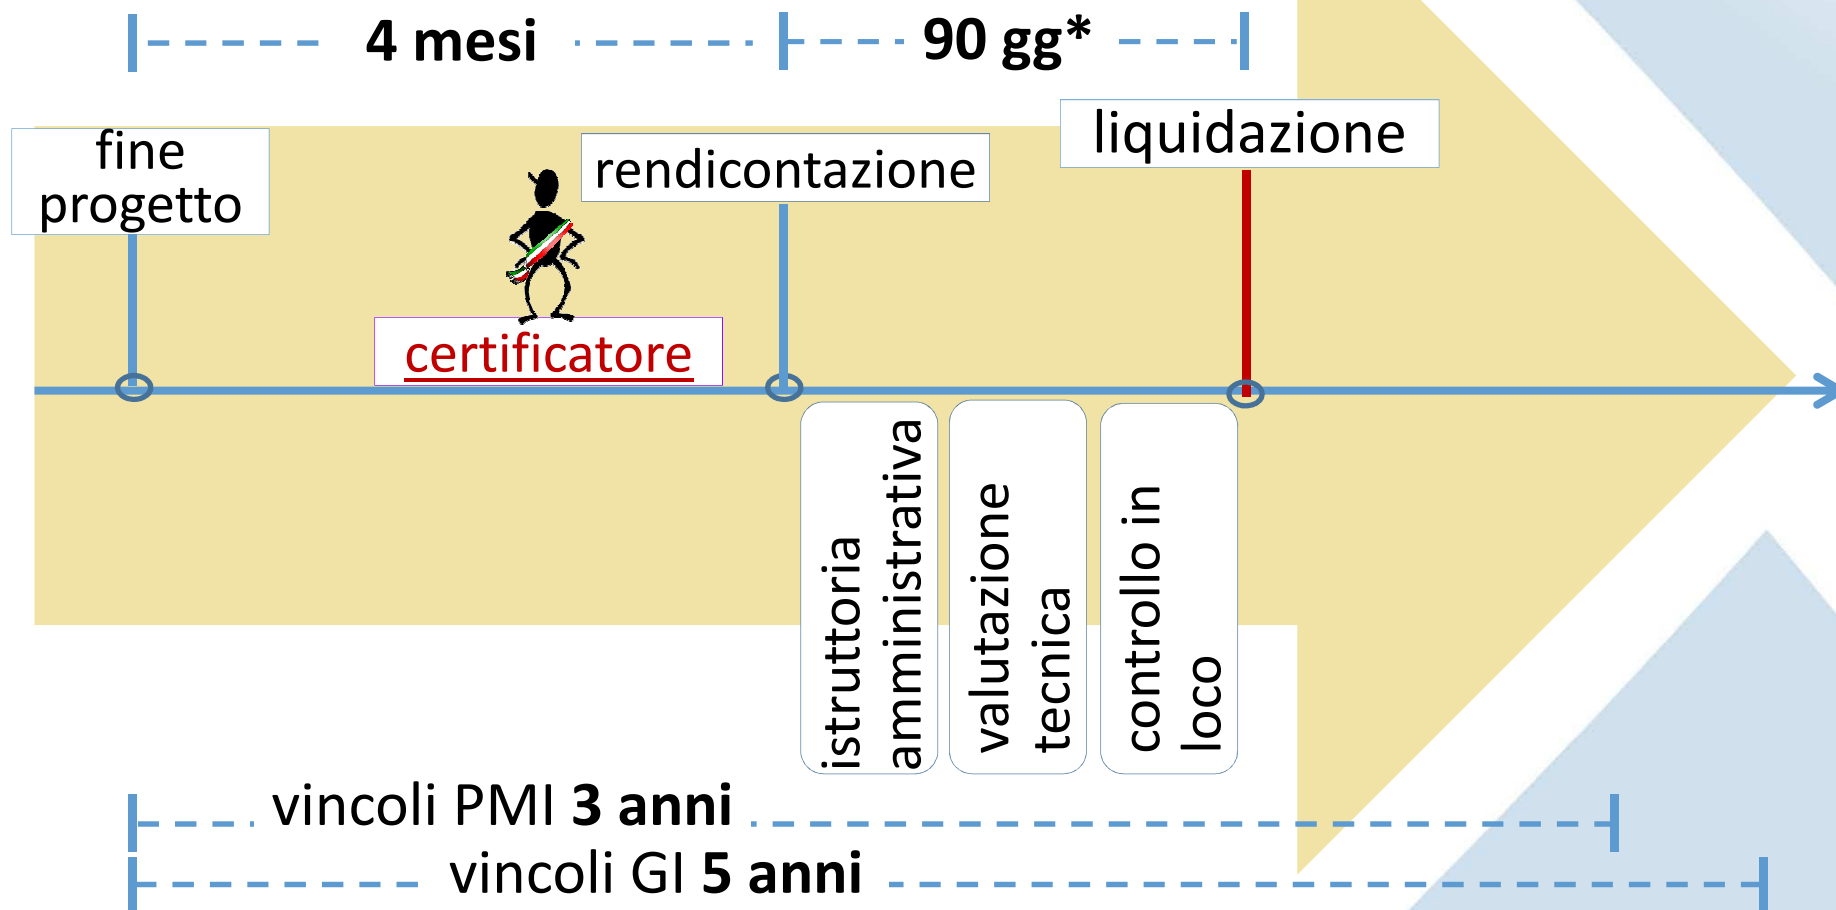 4 mesi
90 gg*
fine
progetto
rendicontazione
liquidazione
certificatore
istruttoria
amministrativa
valutazione
tecnica
controllo in
loco
vincoli PMI 3 anni
vincoli GI 5 anni